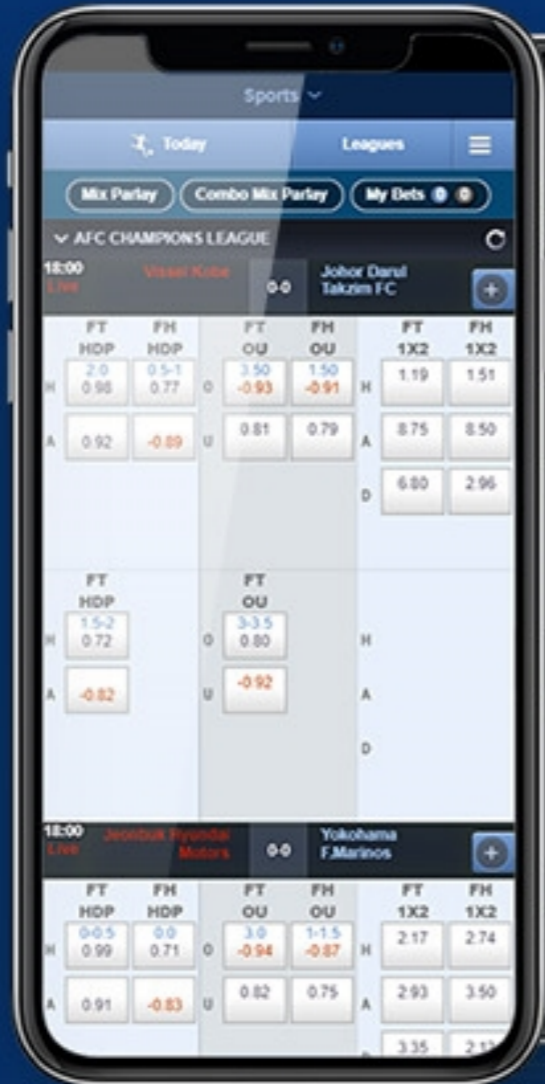 Sports
Today Leagues
Mix Parlay Combo Mix Parlay My Bets 0 0
AFC CHAMPIONS LEAGUE
18:00 Vissel Kobe 0-0 Johor Darul
Live Takzim FC
FT FH FT FH FT FH
HDP HDP OU OU 1X2 1X2
2.0 0.5-1 3.50 1.50
H 0.98 0.77 O -0.93 -0.91 H 1.19 1.51
A 0.92 -0.89 U 0.81 0.79 A 8.75 8.50
D 6.80 2.96
FT FT
HDP OU
1.5-2 3-3.5
H 0.72 O 0.80 H
A -0.82 U -0.92 A
D
18:00 Jeonbuk Hyundai 0-0 Yokohama
Live Motors F.Marinos
FT FH FT FH FT FH
HDP HDP OU OU 1X2 1X2
0-0.5 0.0 3.0 1-1.5
H 0.99 0.71 O -0.94 -0.87 H 2.17 2.74
A 0.91 -0.83 U 0.82 0.75 A 2.93 3.50
3.35